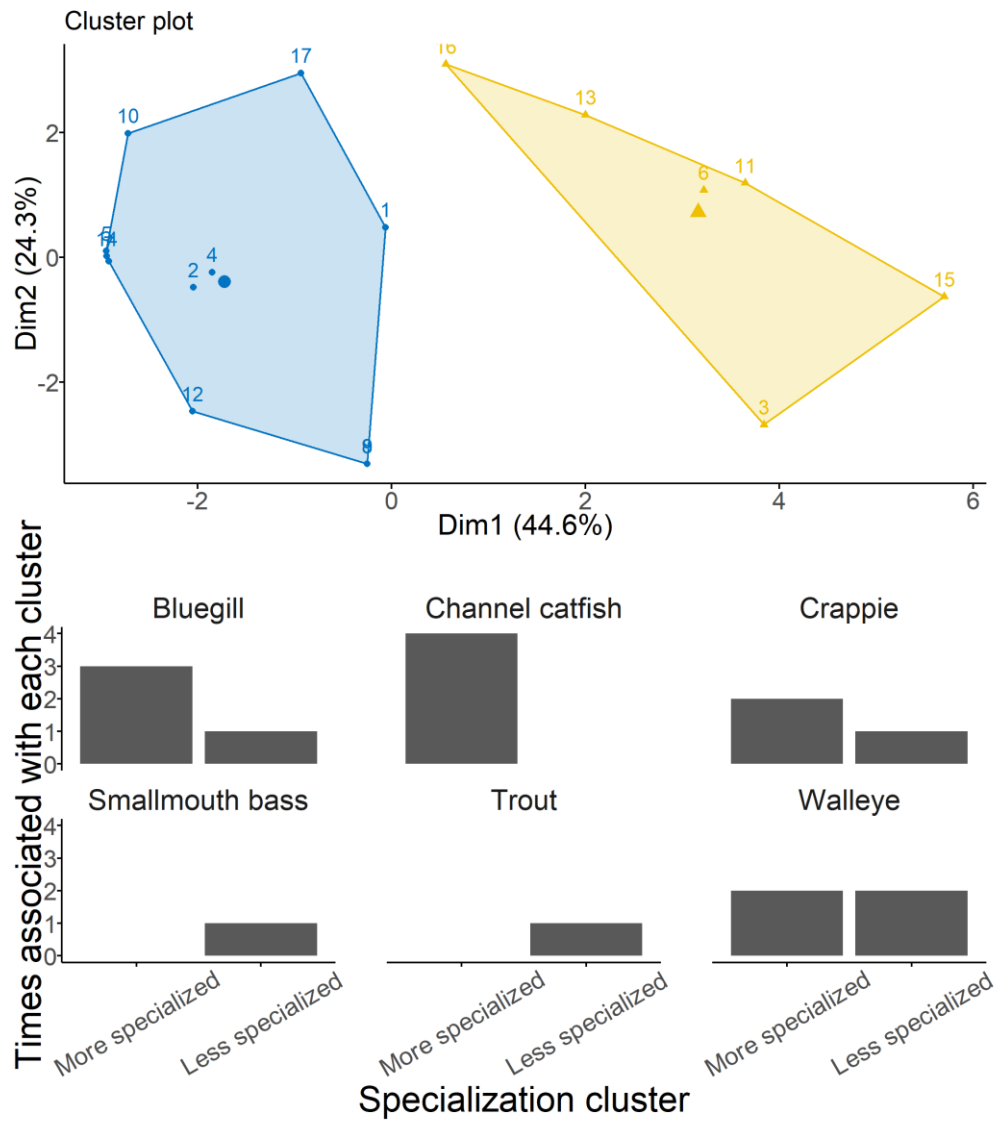 Cluster plot
Dim2 (24.3%)
2
0
-2
16
17
13
10
11
6
1
4
2
15
12
3
-2
0
2
4
6
Dim1 (44.6%)
Times associated with each cluster
Bluegill
Channel catfish
Crappie
4
3
2
1
0
Smallmouth bass
Trout
Walleye
4
3
2
1
0
More specialized
Less specialized
More specialized
Less specialized
More specialized
Less specialized
Specialization cluster